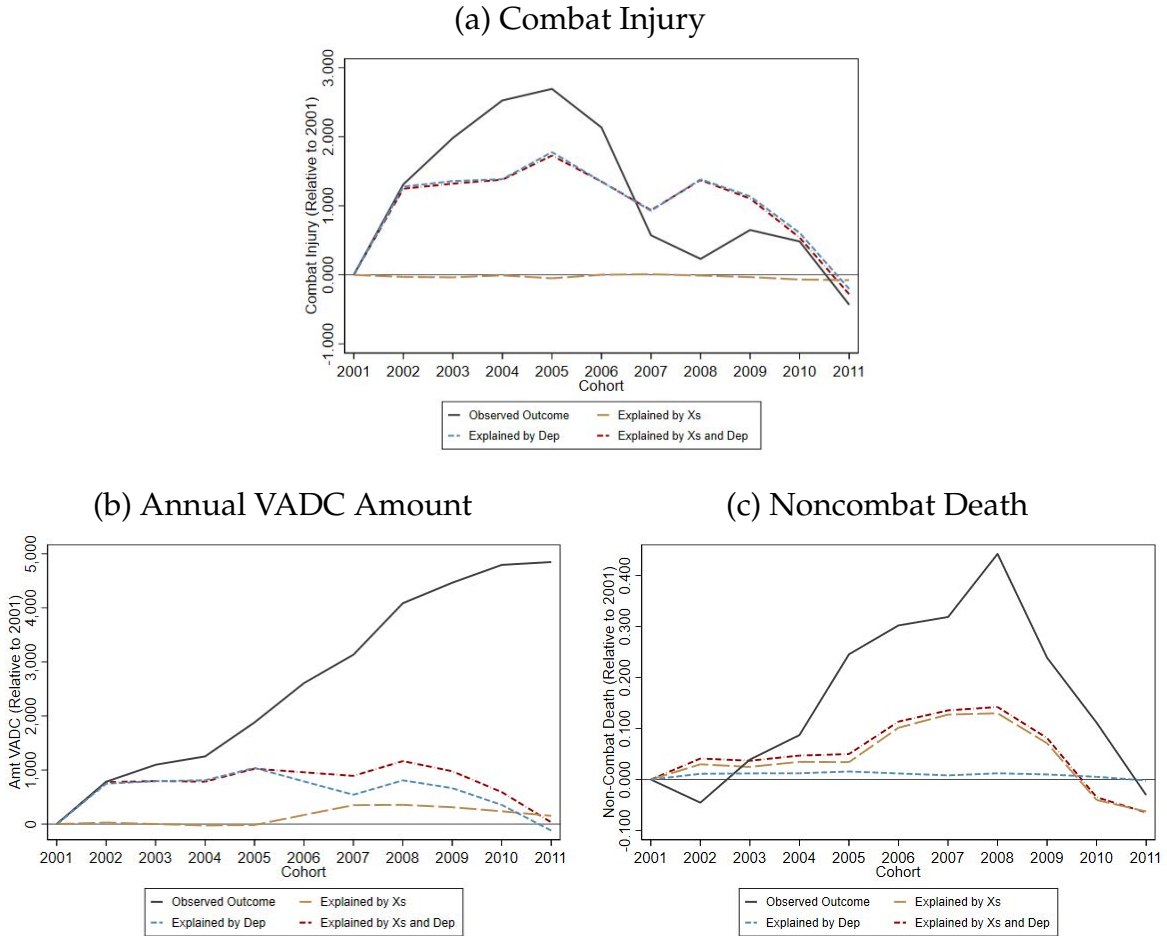 (a) Combat Injury
Combat Injury (Relative to 2001)
3.000
2.000
1.000
0.000
-1.000
2001 2002 2003 2004 2005 2006 2007 2008 2009 2010 2011
Cohort
Observed Outcome Explained by Xs
Explained by Dep Explained by Xs and Dep
(b) Annual VADC Amount
Amt VADC (Relative to 2001)
5,000
4,000
3,000
2,000
1,000
0
2001 2002 2003 2004 2005 2006 2007 2008 2009 2010 2011
Cohort
Observed Outcome Explained by Xs
Explained by Dep Explained by Xs and Dep
(c) Noncombat Death
Non-Combat Death (Relative to 2001)
0.400
0.300
0.200
0.100
0.000
-0.100
2001 2002 2003 2004 2005 2006 2007 2008 2009 2010 2011
Cohort
Observed Outcome Explained by Xs
Explained by Dep Explained by Xs and Dep